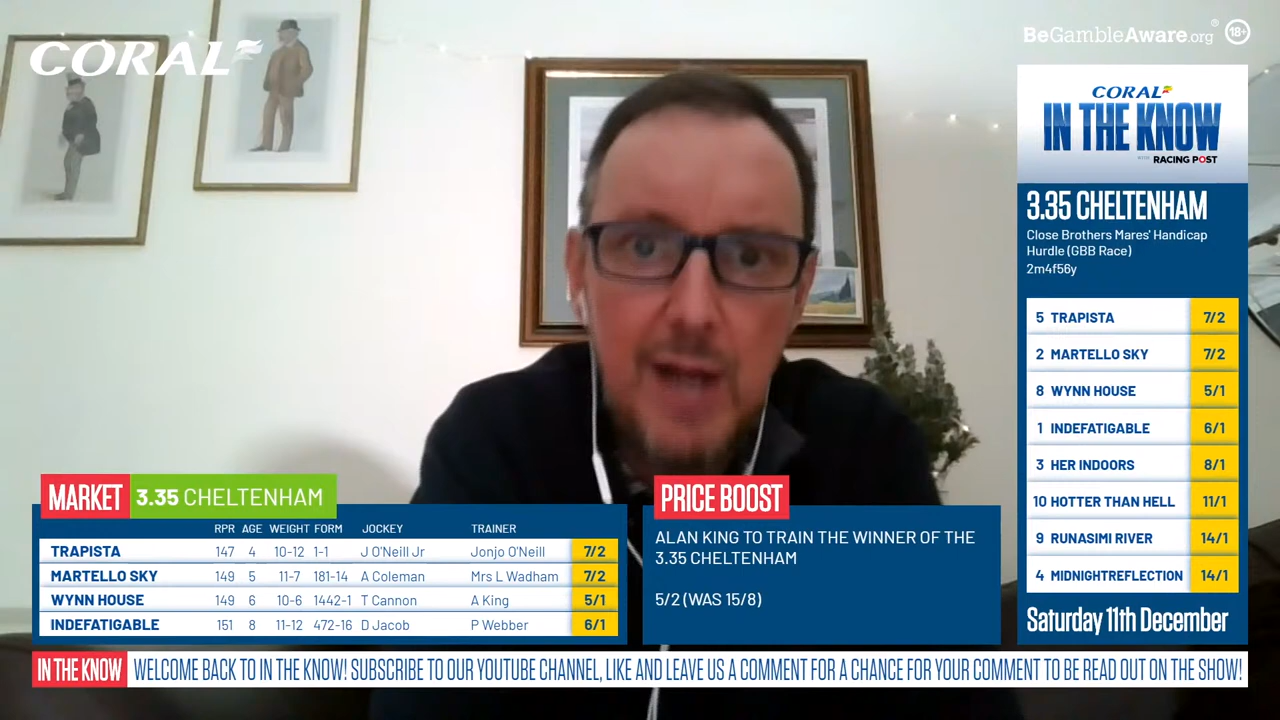 CORAL
BeGambleAware.org® 18+
CORAL
IN THE KNOW
WITH RACING POST
3.35 CHELTENHAM
Close Brothers Mares' Handicap
Hurdle (GBB Race)
2m4f56y
5 TRAPISTA 7/2
2 MARTELLO SKY 7/2
8 WYNN HOUSE 5/1
1 INDEFATIGABLE 6/1
3 HER INDOORS 8/1
10 HOTTER THAN HELL 11/1
9 RUNASIMI RIVER 14/1
4 MIDNIGHTREFLECTION 14/1
Saturday 11th December
MARKET 3.35 CHELTENHAM
RPR AGE WEIGHT FORM JOCKEY TRAINER
TRAPISTA 147 4 10-12 1-1 J O'Neill Jr Jonjo O'Neill 7/2
MARTELLO SKY 149 5 11-7 181-14 A Coleman Mrs L Wadham 7/2
WYNN HOUSE 149 6 10-6 1442-1 T Cannon A King 5/1
INDEFATIGABLE 151 8 11-12 472-16 D Jacob P Webber 6/1
PRICE BOOST
ALAN KING TO TRAIN THE WINNER OF THE
3.35 CHELTENHAM
5/2 (WAS 15/8)
IN THE KNOW WELCOME BACK TO IN THE KNOW! SUBSCRIBE TO OUR YOUTUBE CHANNEL, LIKE AND LEAVE US A COMMENT FOR A CHANCE FOR YOUR COMMENT TO BE READ OUT ON THE SHOW!